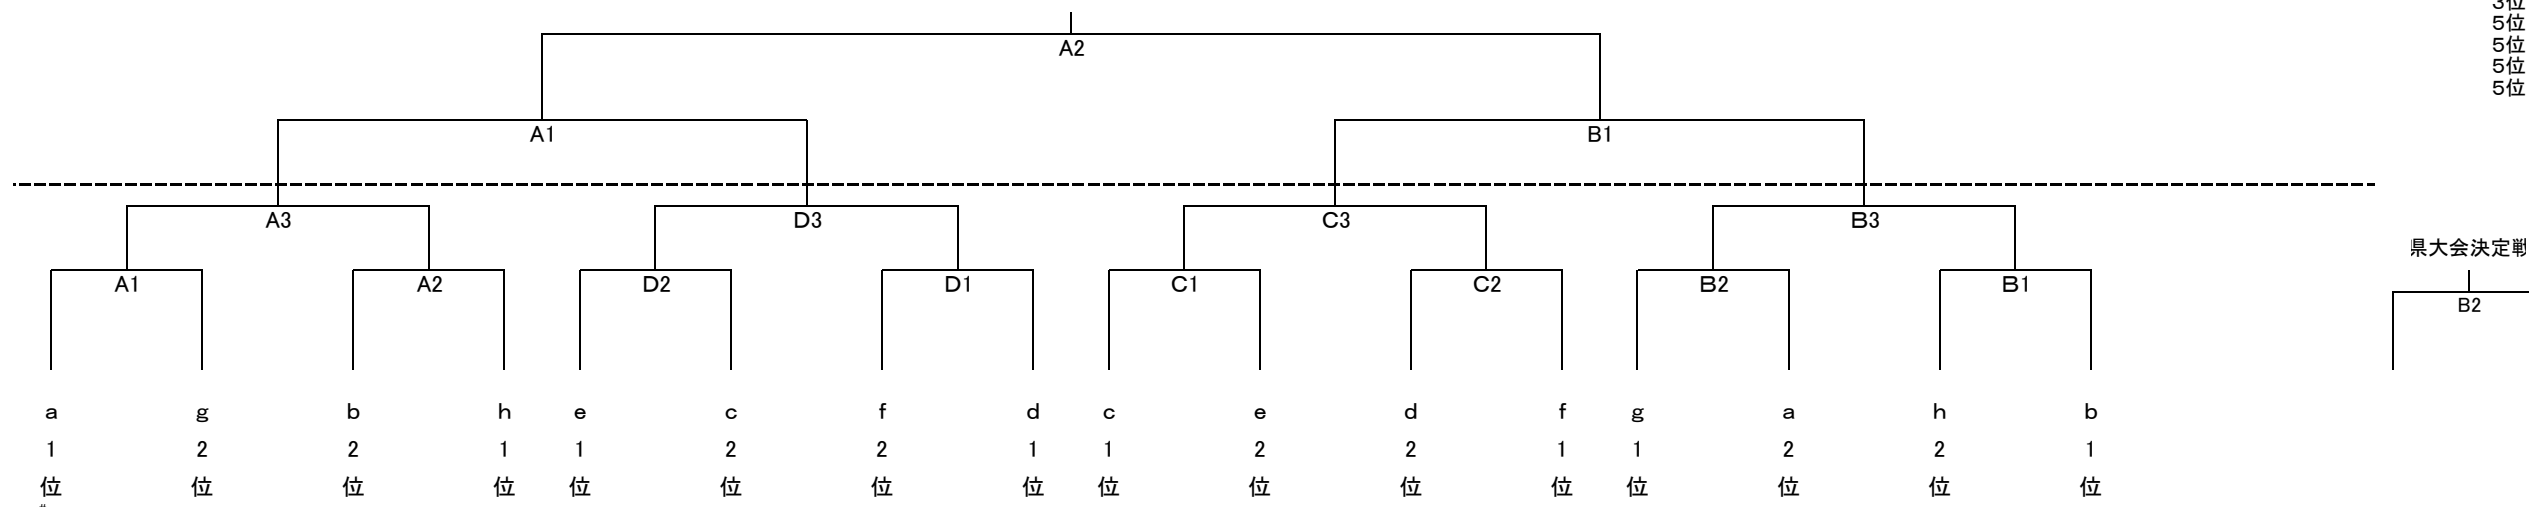 3位
5位
A2
5位
5位
5位
A1
B1
A3
D3
C3
B3
県大会決定戦
A1
A2
D2
D1
C1
C2
B2
B1
B2
a g b h e c f d c e d f g a h b
1 2 2 1 1 2 2 1 1 2 2 1 1 2 2 1
位 位 位 位 位 位 位 位 位 位 位 位 位 位 位 位